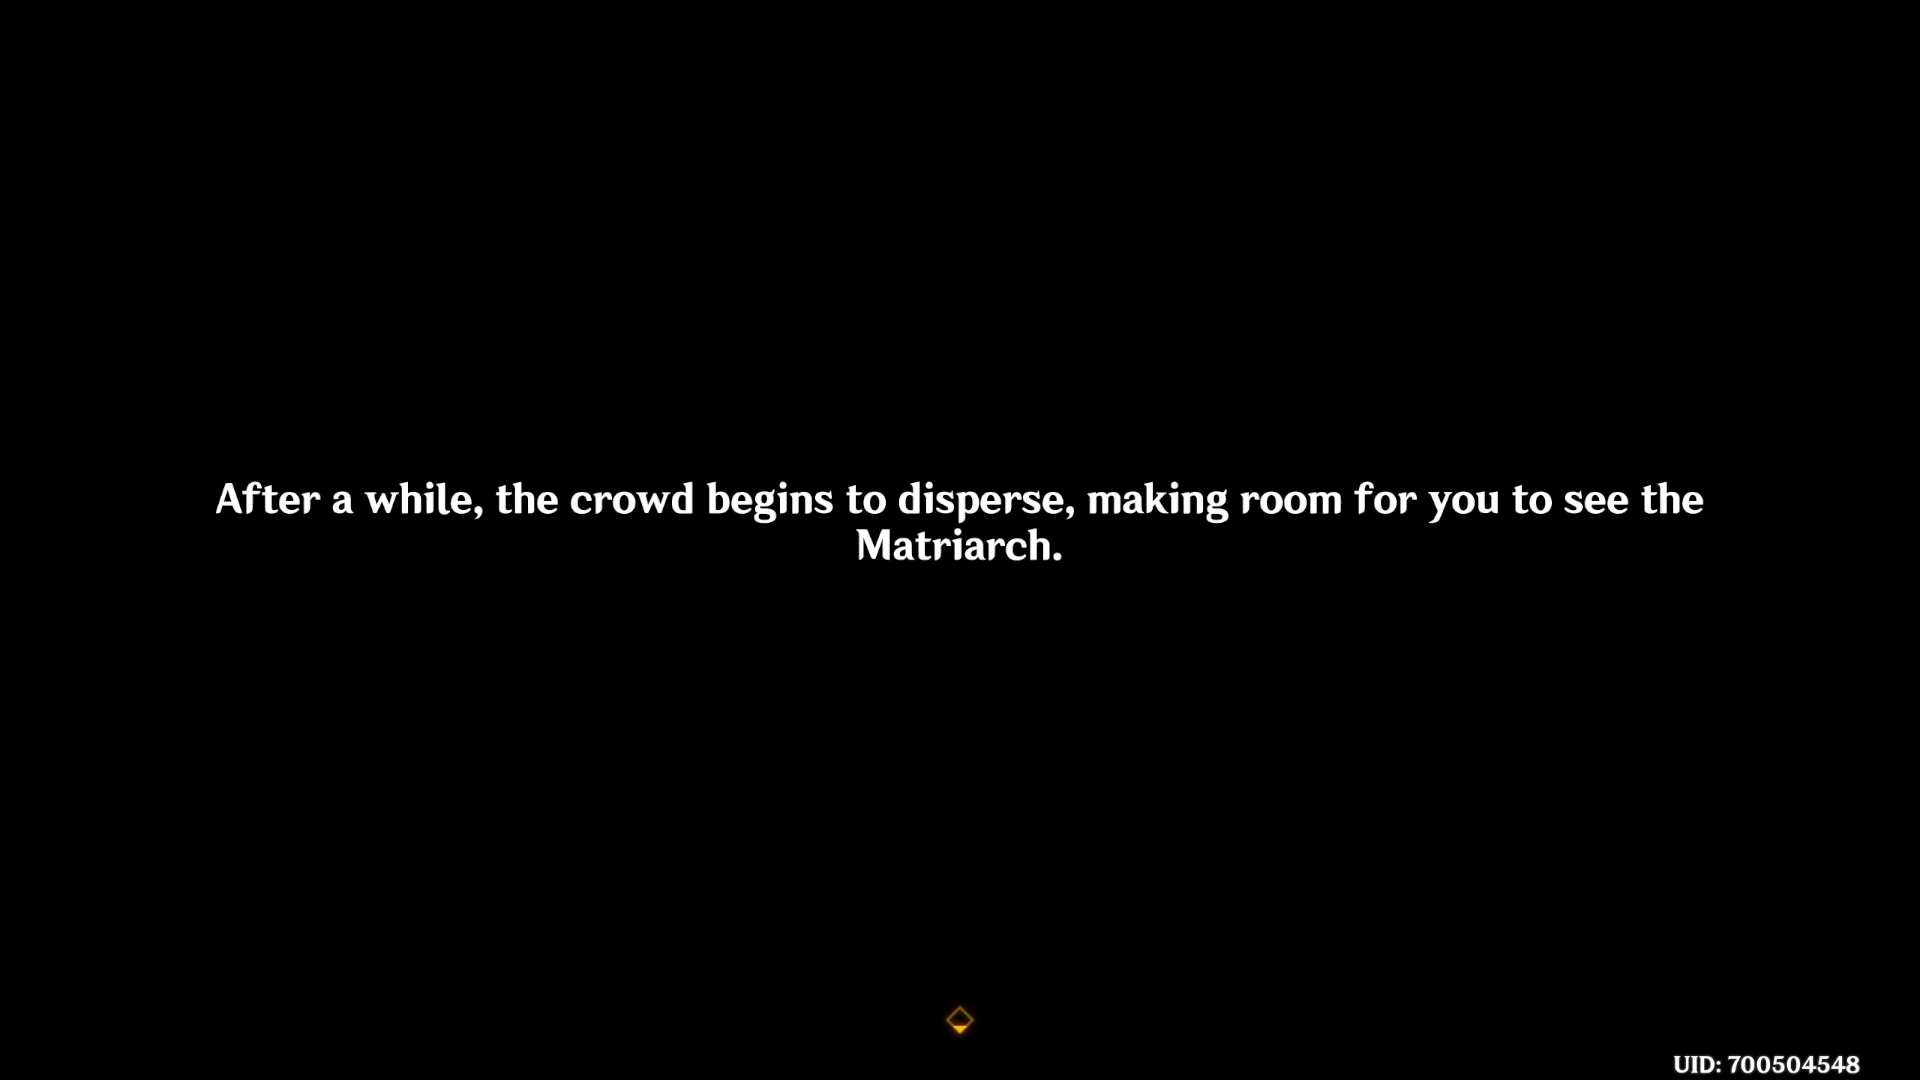 After a while, the crowd begins to disperse, making room for you to see the
Matriarch.
UID: 700504548